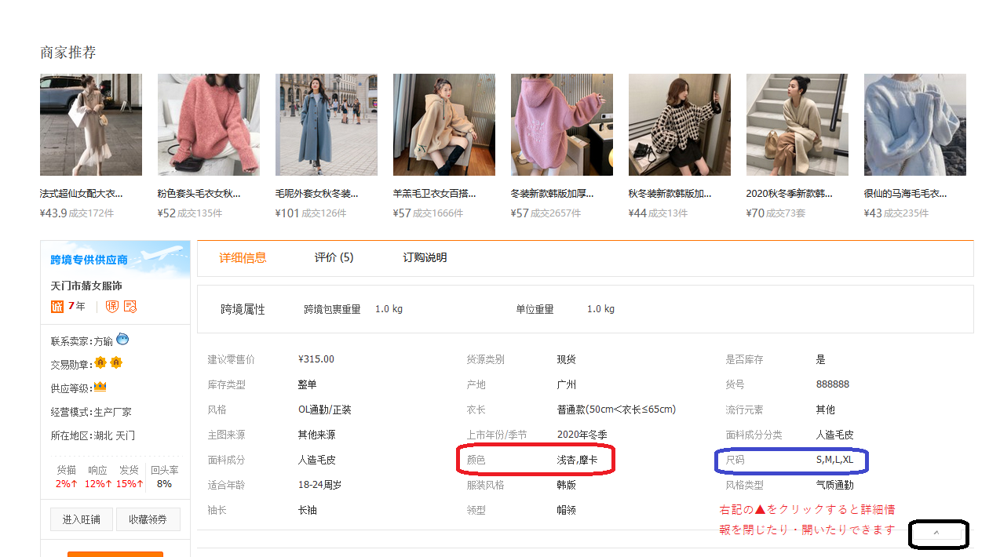 商家推荐
法式超仙女配大衣...
粉色套头毛衣女秋...
毛呢外套女秋冬装...
羊羔毛卫衣女百搭...
冬装新款韩版加厚...
秋冬装新款韩版加...
2020秋冬季新款韩...
很仙的马海毛毛衣...
¥43.9 成交172件
¥52 成交135件
¥101 成交126件
¥57 成交1666件
¥57 成交2657件
¥44 成交13件
¥70 成交73套
¥43 成交235件
跨境专供供应商
天门市蒨女服饰
诚 7年 保
联系卖家:方瑜
交易勋章:
供应等级:
经营模式:生产厂家
所在地区:湖北 天门
货描 响应 发货 回头率
2%↑ 12%↑ 15%↑ 8%
进入旺铺 收藏领券
详细信息 评价 (5) 订购说明
跨境属性 跨境包裹重量 1.0 kg 单位重量 1.0 kg
建议零售价 ¥315.00 货源类别 现货 是否库存 是
库存类型 整单 产地 广州 货号 888888
风格 OL通勤/正装 衣长 普通款(50cm<衣长≤65cm) 流行元素 其他
主图来源 其他来源 上市年份/季节 2020年冬季 面料成分分类 人造毛皮
面料成分 人造毛皮 颜色 浅杏,摩卡 尺码 S,M,L,XL
适合年龄 18-24周岁 服装风格 韩版 风格类型 气质通勤
袖长 长袖 领型 帽领
右記の▲をクリックすると詳細情
報を閉じたり・開いたりできます